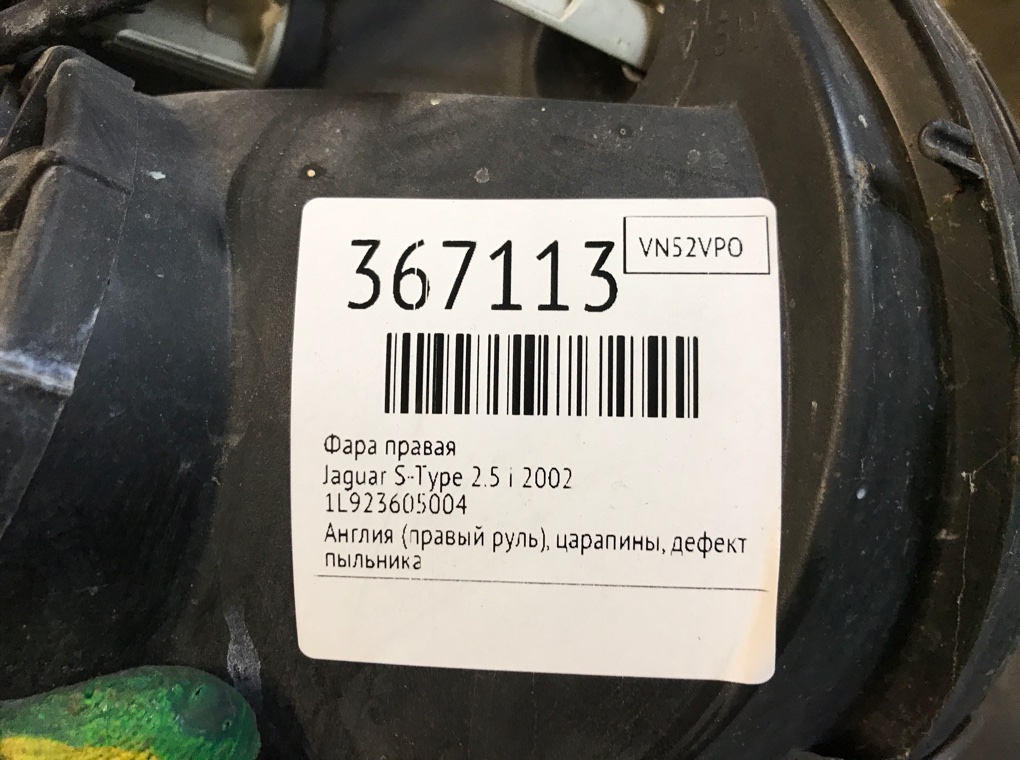 367113
VN52VPO
Фара правая
Jaguar S-Type 2.5 i 2002
1L923605004
Англия (правый руль), царапины, дефект
пыльника